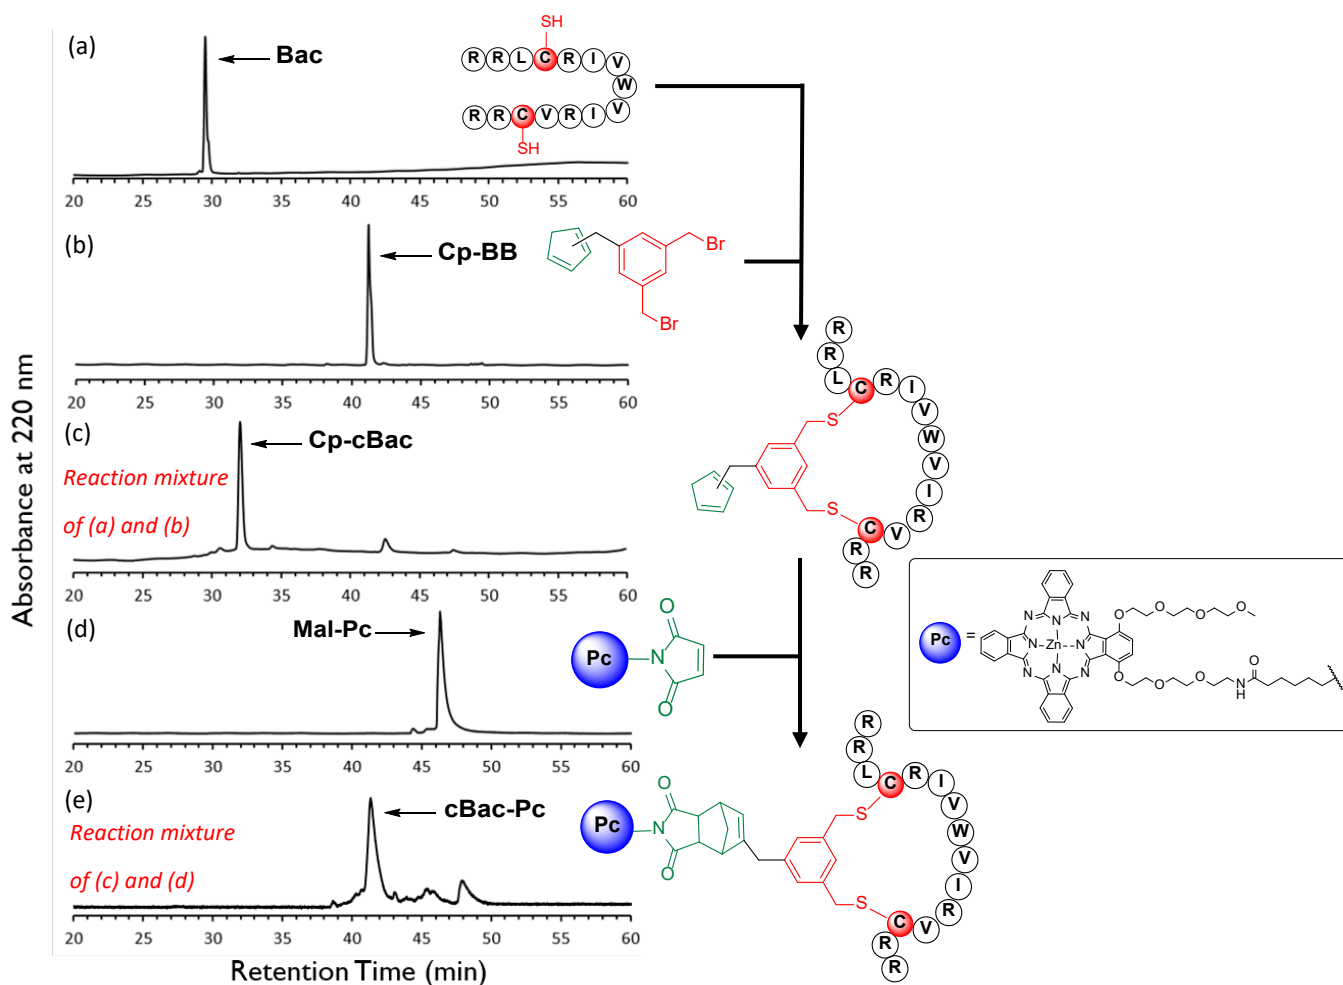 Absorbance at 220 nm
(a)
Bac
SH
R R L C R I V
W
R R C V R I V
SH
20 25 30 35 40 45 50 55 60
(b)
Cp-BB
Br
Br
20 25 30 35 40 45 50 55 60
(c)
Cp-cBac
Reaction mixture
of (a) and (b)
20 25 30 35 40 45 50 55 60
R
R
L C R I
V
W
V
I
R
V
C
R
R
S
S
(d)
Mal-Pc
Pc
N
O
O
20 25 30 35 40 45 50 55 60
Pc =
N N N N N N N N
Zn
O O O O
O O O N H O
(e)
cBac-Pc
Reaction mixture
of (c) and (d)
20 25 30 35 40 45 50 55 60
Retention Time (min)
Pc
N
O
O
S
S
R
R
L C R I
V
W
V
I
R
V
C
R
R